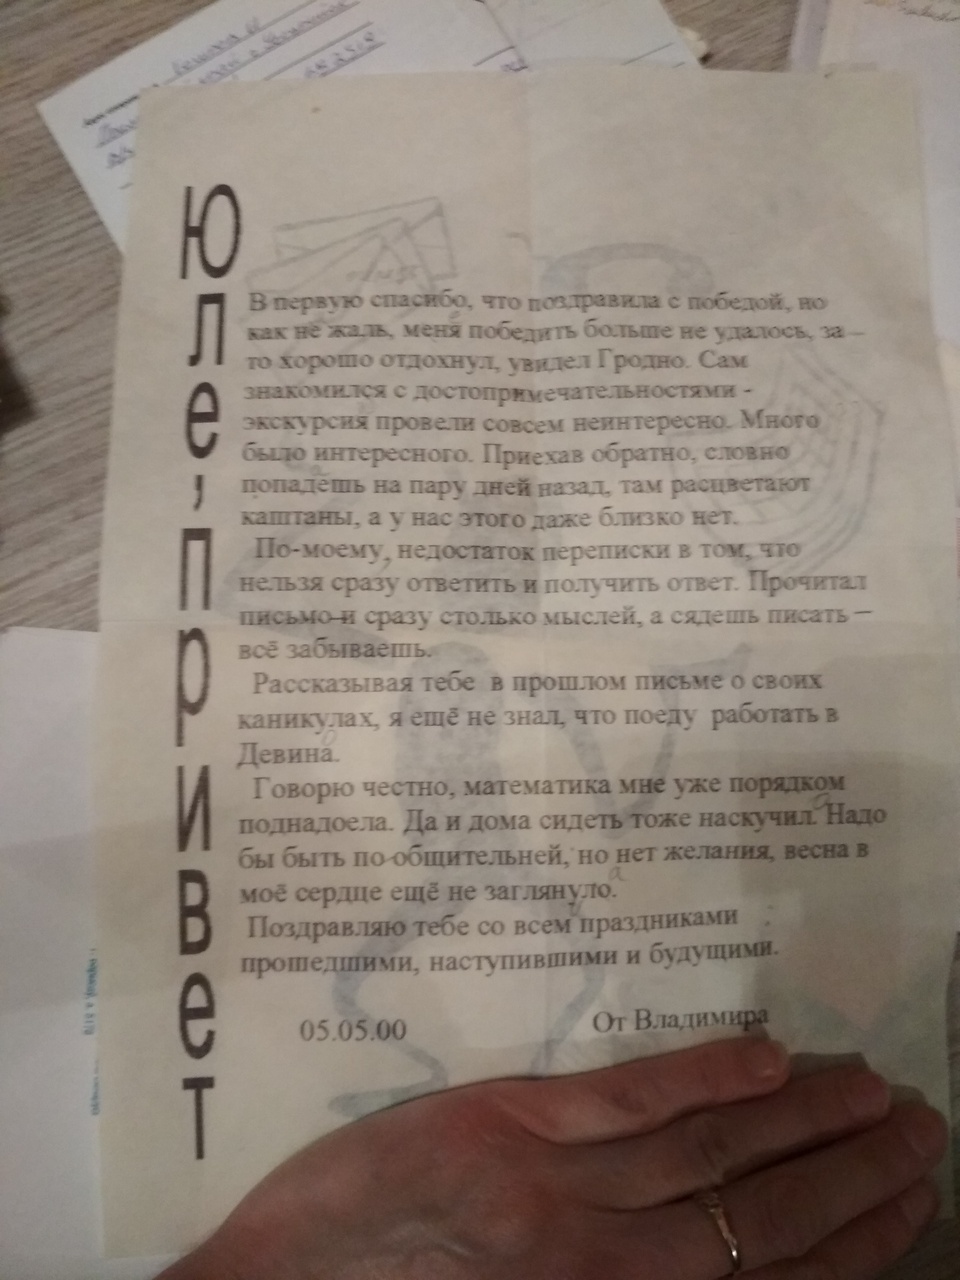 Юле, привет
В первую спасибо, что поздравила с победой, но
как не жаль, меня победить больше не удалось, за –
то хорошо отдохнул, увидел Гродно. Сам
знакомился с достопримечательностями -
экскурсия провели совсем неинтересно. Много
было интересного. Приехав обратно, словно
попадешь на пару дней назад, там расцветают
каштаны, а у нас этого даже близко нет.
По-моему, недостаток переписки в том, что
нельзя сразу ответить и получить ответ. Прочитал
письмо-и сразу столько мыслей, а сядешь писать –
всё забываешь.
Рассказывая тебе в прошлом письме о своих
каникулах, я ещё не знал, что поеду работать в
Девина.
Говорю честно, математика мне уже порядком
поднадоела. Да и дома сидеть тоже наскучил. Надо
бы быть по-общительней, но нет желания, весна в
моё сердце ещё не заглянуло.
Поздравляю тебе со всем праздниками
прошедшими, наступившими и будущими.
05.05.00 От Владимира